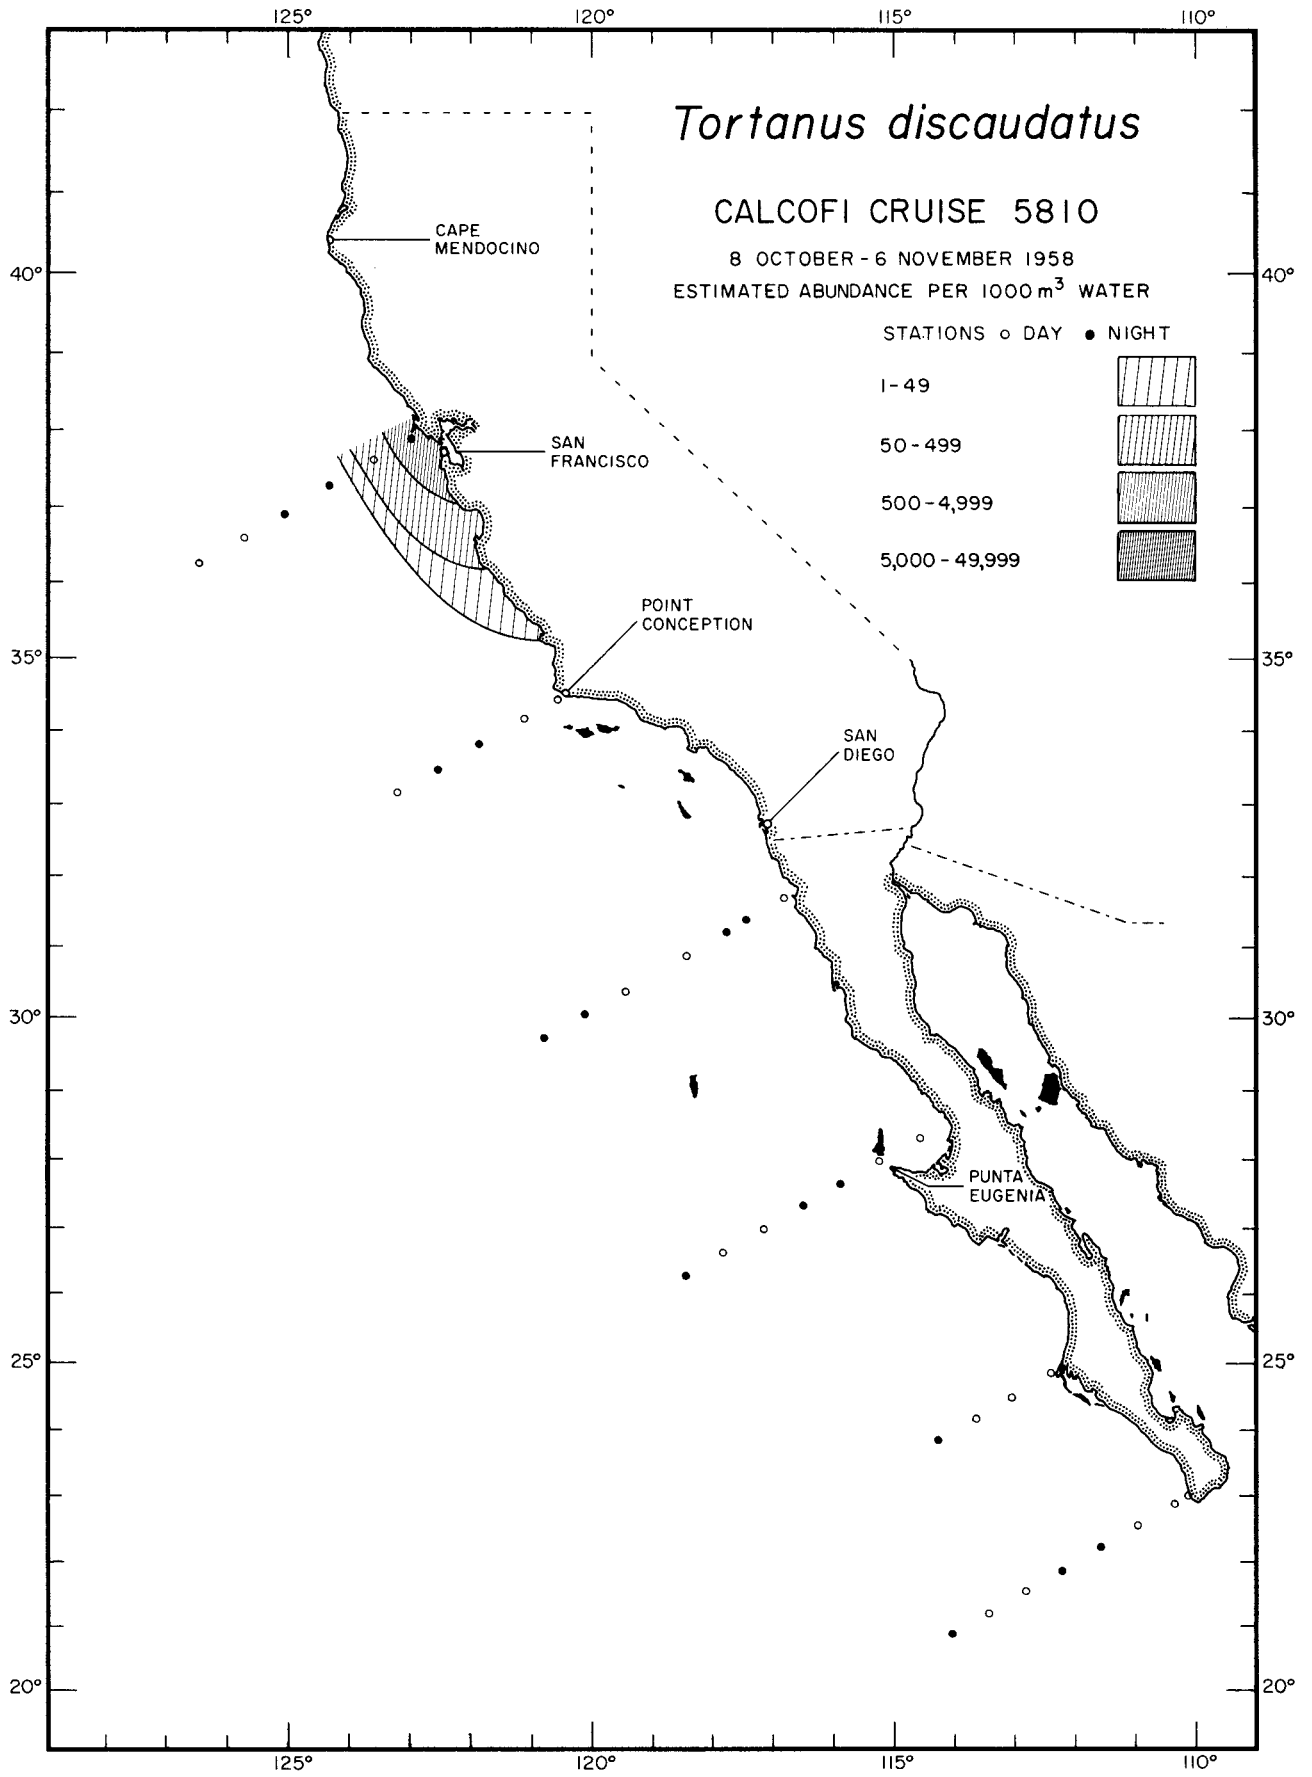 125° 120° 115° 110°
Tortanus discaudatus
CALCOFI CRUISE 5810
8 OCTOBER - 6 NOVEMBER 1958
ESTIMATED ABUNDANCE PER 1000 m³ WATER
STATIONS ○ DAY ● NIGHT
1 - 49
50 - 499
500 - 4,999
5,000 - 49,999
CAPE
MENDOCINO
40° 40°
SAN
FRANCISCO
POINT
CONCEPTION
35° 35°
SAN
DIEGO
30° 30°
PUNTA
EUGENIA
25° 25°
20° 20°
125° 120° 115° 110°